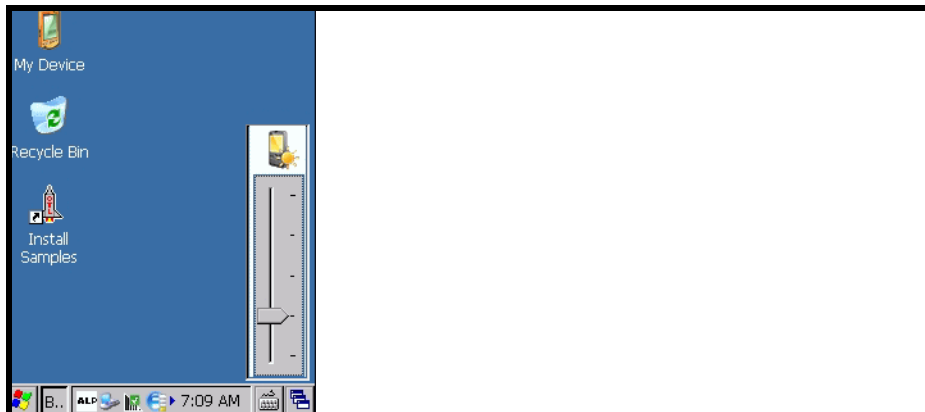 My Device
Recycle Bin
Install
Samples
B..
ALP
7:09 AM